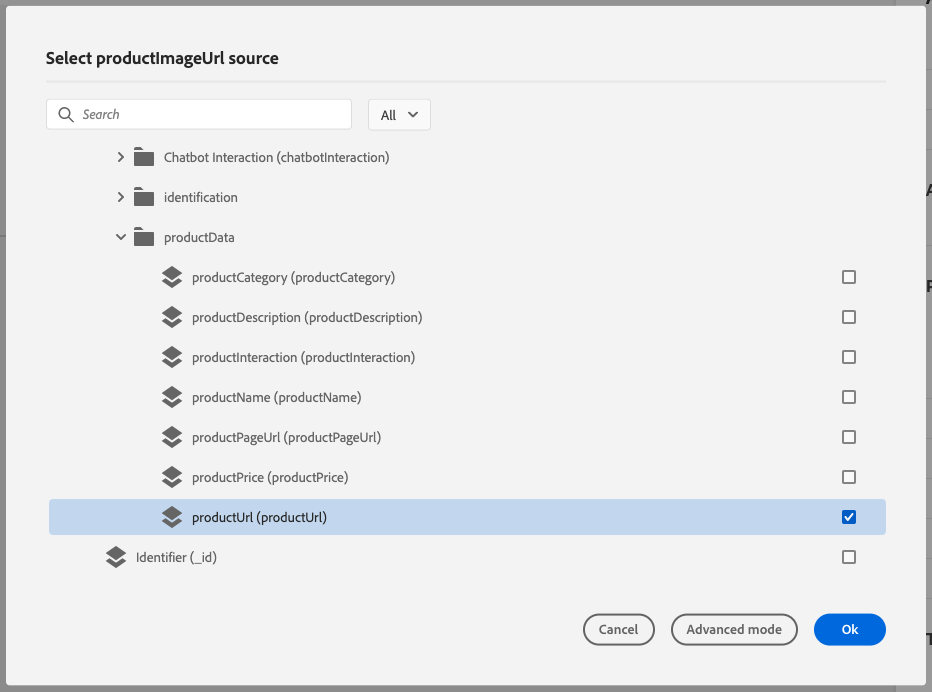 Select productImageUrl source
Search
All
Chatbot Interaction (chatbotInteraction)
identification
productData
productCategory (productCategory)
productDescription (productDescription)
productInteraction (productInteraction)
productName (productName)
productPageUrl (productPageUrl)
productPrice (productPrice)
productUrl (productUrl)
Identifier (_id)
Cancel
Advanced mode
Ok